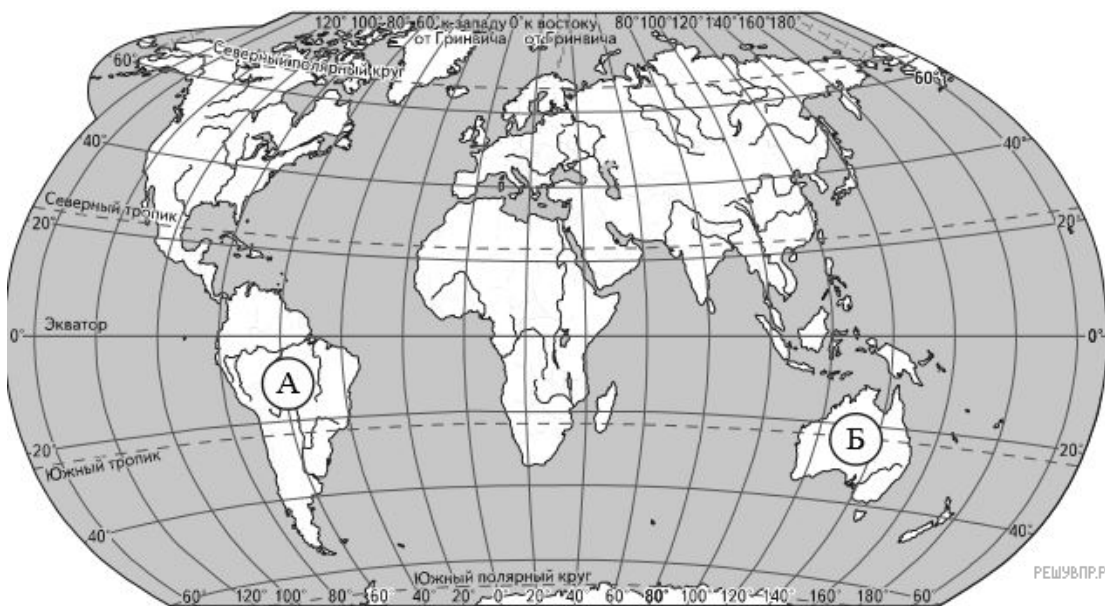 120° 100° 80° 60° к западу 0° к востоку 80° 100° 120° 140° 160° 180°
от Гринвича от Гринвича
60° Северный полярный круг 60°
40° 40°
Северный тропик
20° 20°
Экватор
0° 0°
А
Б
20° 20°
Южный тропик
40° 40°
РЕШУВПР.Р
Южный полярный круг
60° 120° 100° 80° 60° 40° 20° 0° 20° 40° 60° 80° 100° 120° 140° 160° 180° 60°